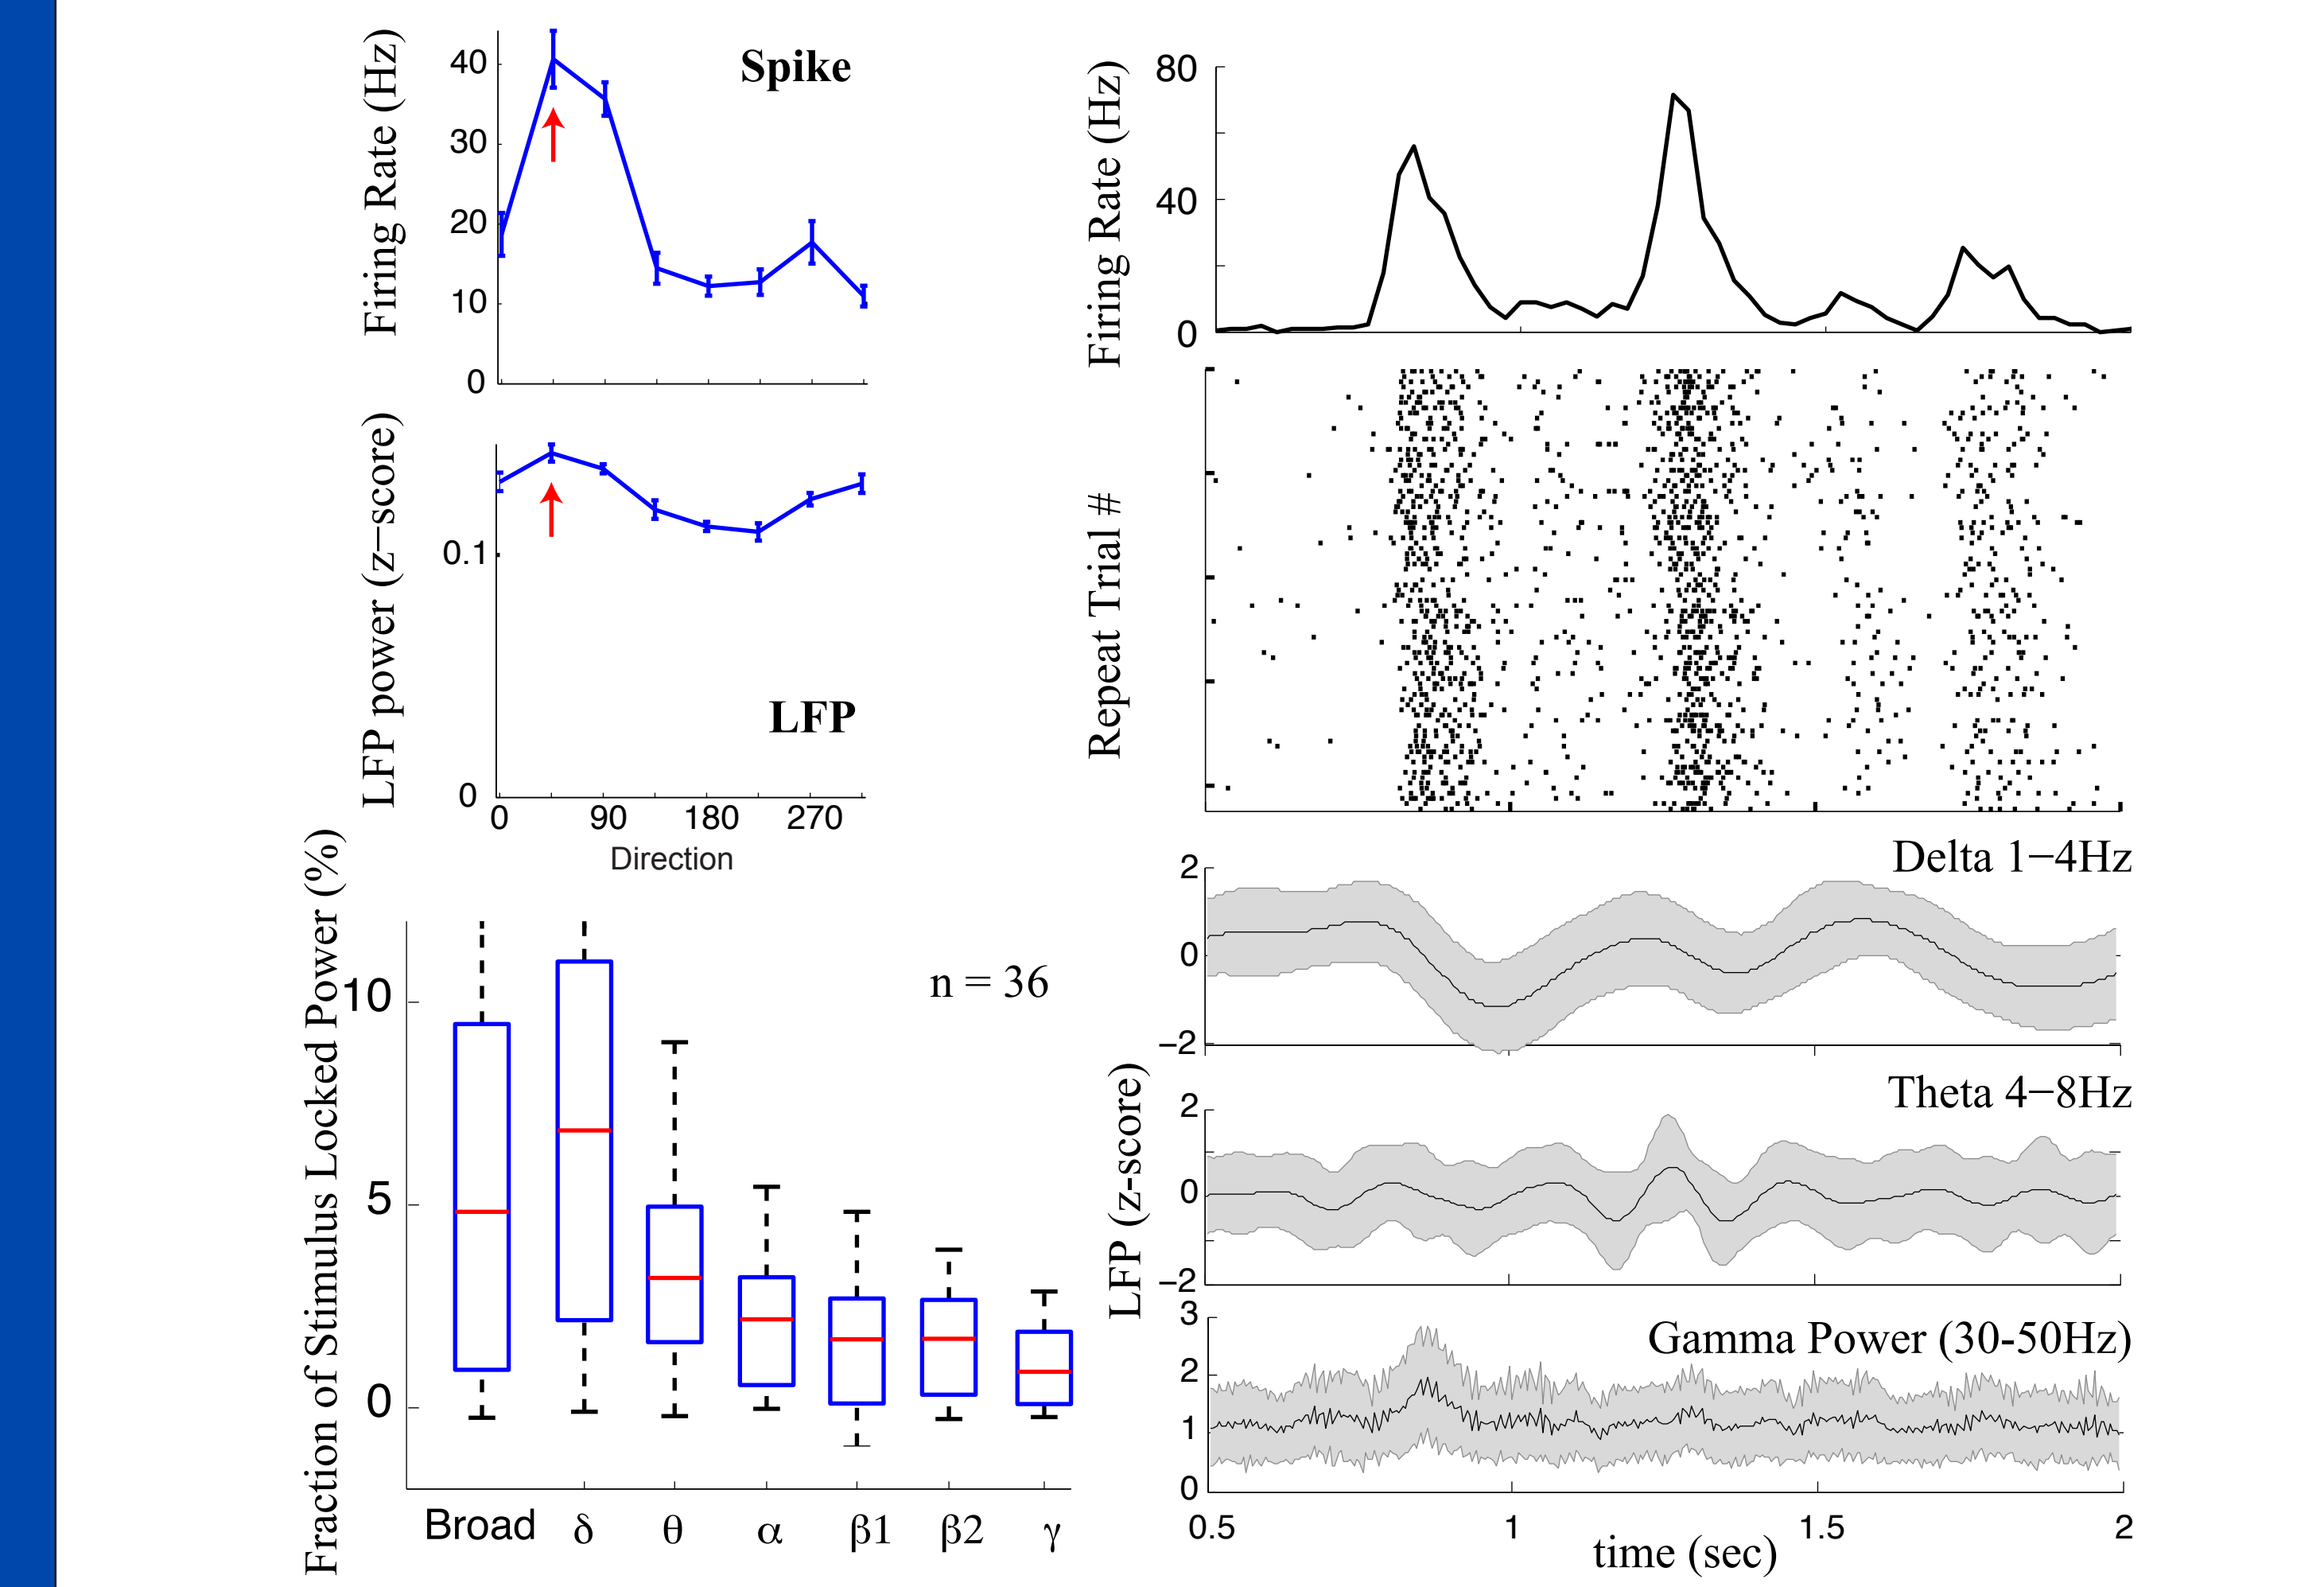 Firing Rate (Hz)
40
30
20
10
0
Spike
LFP power (z−score)
0.1
0
LFP
0 90 180 270
Direction
Fraction of Stimulus Locked Power (%)
10
5
0
n = 36
Broad δ θ α β1 β2 γ
Firing Rate (Hz)
80
40
0
Repeat Trial #
LFP (z-score)
Delta 1−4Hz
2
0
−2
Theta 4−8Hz
2
0
−2
Gamma Power (30-50Hz)
3
2
1
0
0.5 1 1.5 2
time (sec)